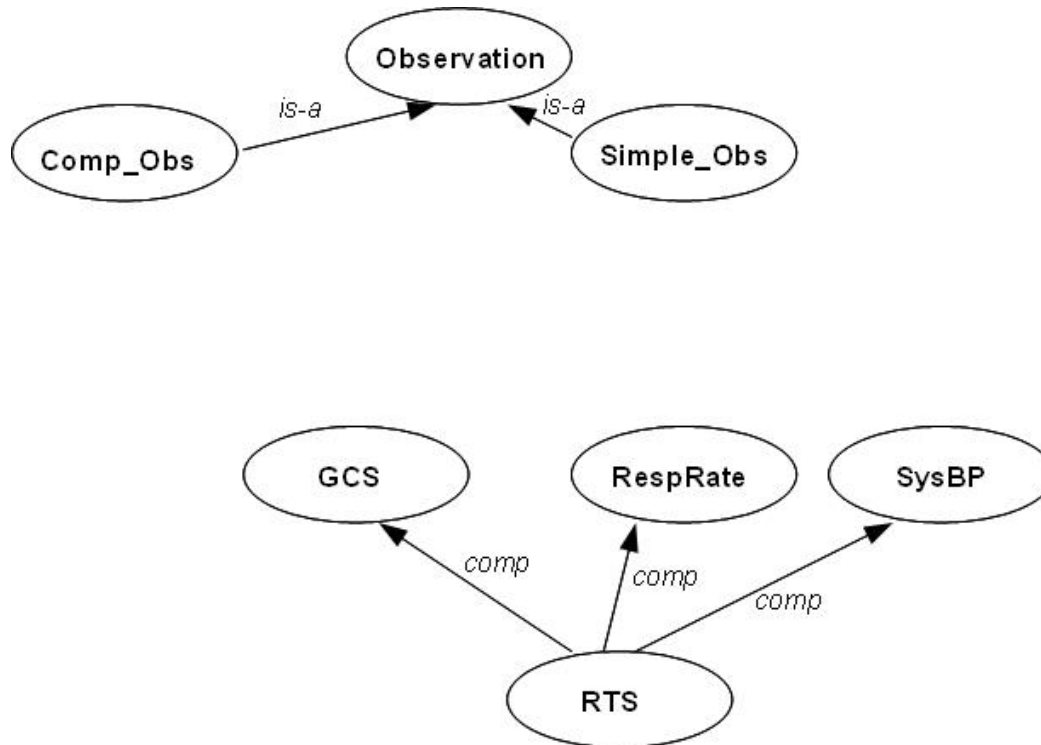 Observation
is-a
is-a
Comp_Obs
Simple_Obs
GCS
RespRate
SysBP
comp
comp
comp
RTS